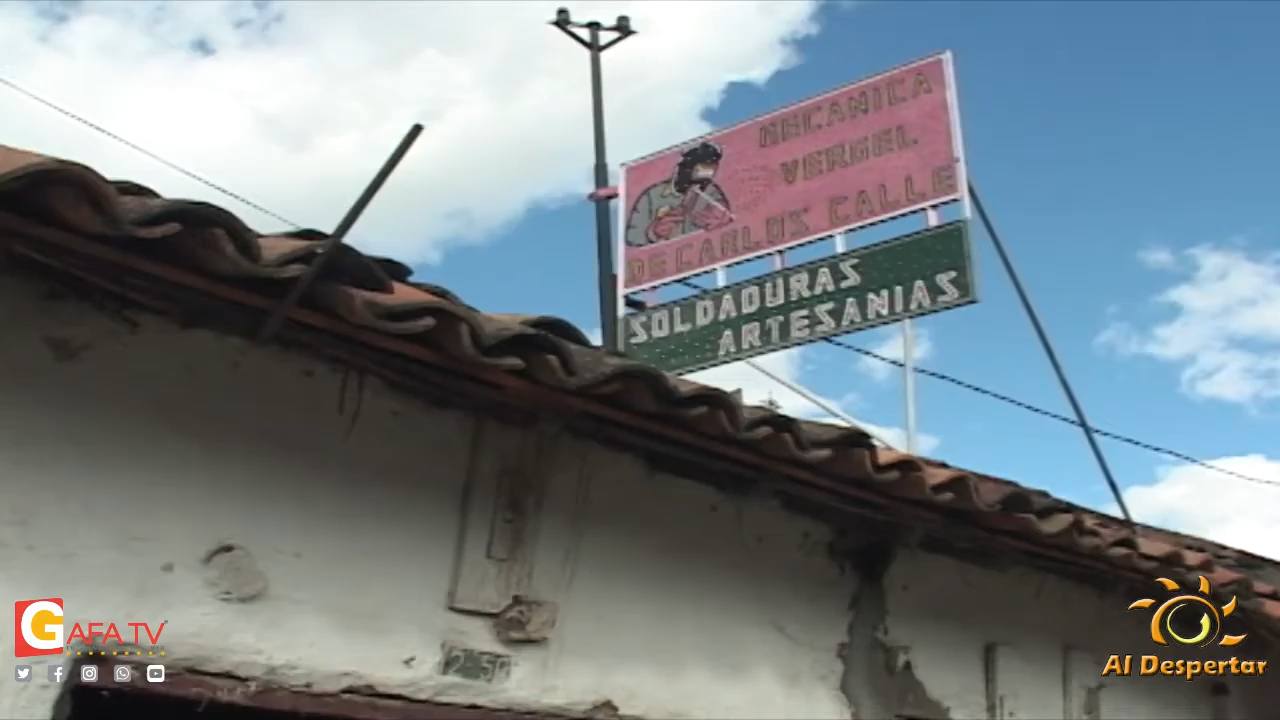 MECANICA
VERGEL
DE CARLOS CALLE
SOLDADURAS
ARTESANIAS
GAFA TV
Al Despertar